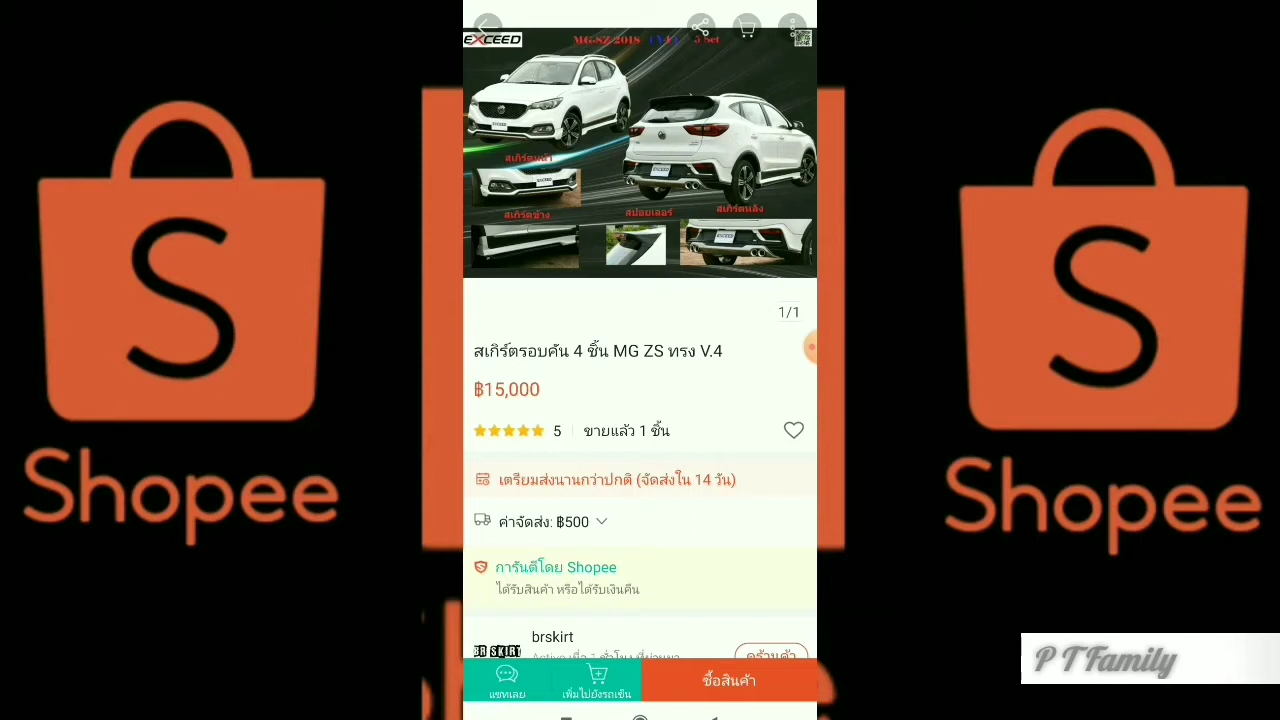 EXCEED
สเกิร์ตหน้า
สเกิร์ตข้าง
สปอยเลอร์
สเกิร์ตหลัง
1/1
สเกิร์ตรอบคัน 4 ชิ้น MG ZS ทรง V.4
฿15,000
5
ขายแล้ว 1 ชิ้น
เตรียมส่งนานกว่าปกติ (จัดส่งใน 14 วัน)
ค่าจัดส่ง: ฿500
การันตีโดย Shopee
ได้รับสินค้า หรือได้รับเงินคืน
brskirt
BR SKIRT
ดูร้านค้า
แชทเลย
เพิ่มไปยังรถเข็น
ซื้อสินค้า
S
Shopee
S
Shopee
P T Family